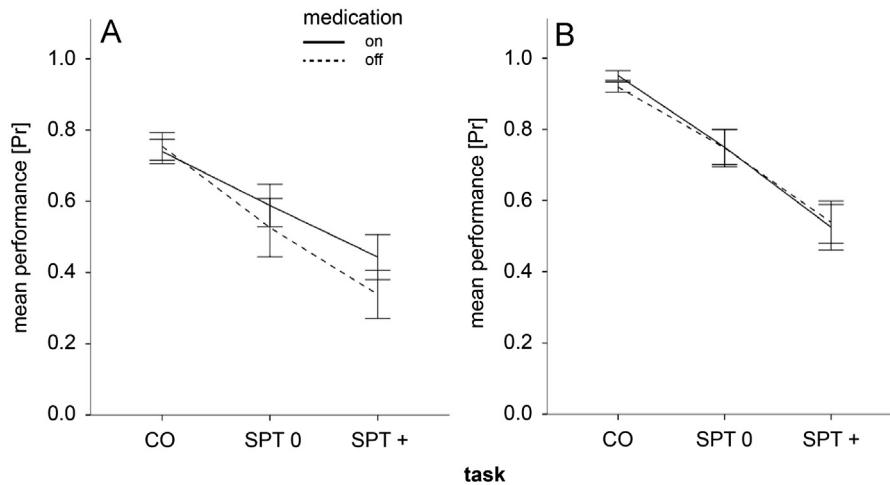 A
medication
on
off
mean performance [Pr]
1.0
0.8
0.6
0.4
0.2
0.0
CO
SPT 0
SPT +
B
mean performance [Pr]
1.0
0.8
0.6
0.4
0.2
0.0
CO
SPT 0
SPT +
task